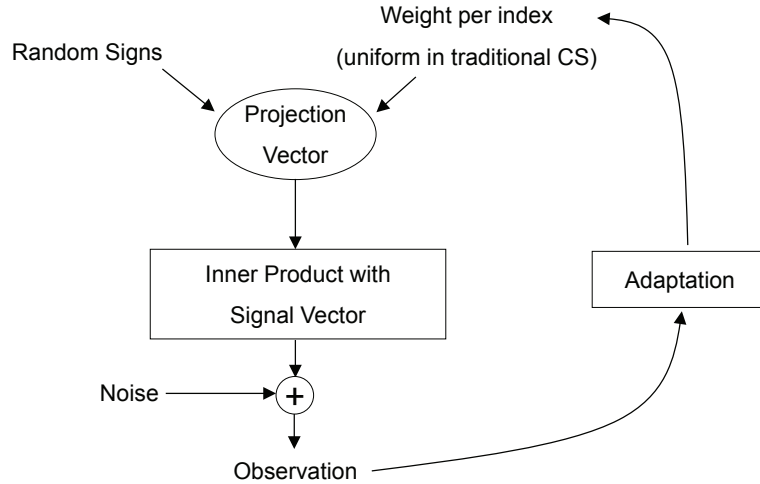 Weight per index
(uniform in traditional CS)
Random Signs
Projection
Vector
Inner Product with
Signal Vector
Adaptation
Noise
+
Observation